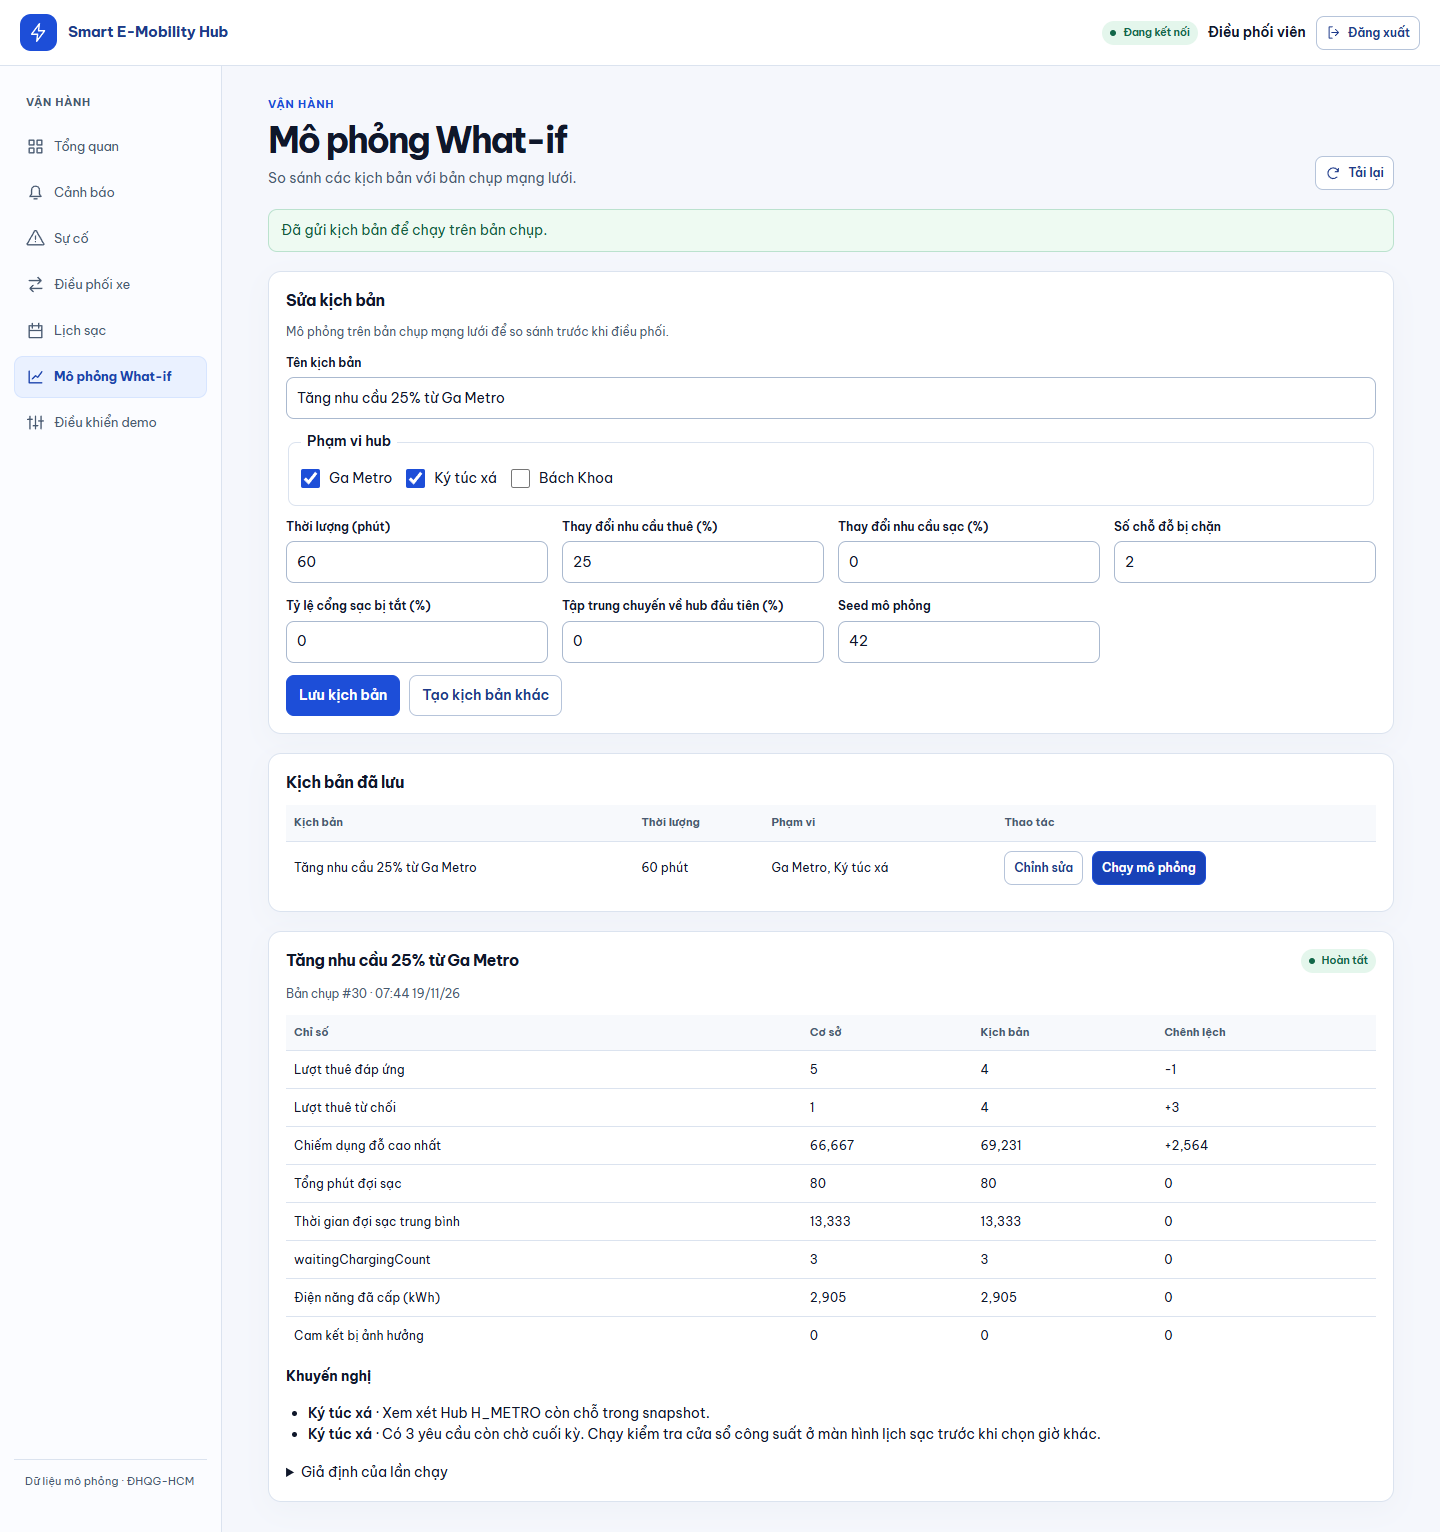 Smart E-Mobility Hub
Đang kết nối
Điều phối viên
Đăng xuất
VẬN HÀNH
Tổng quan
Cảnh báo
Sự cố
Điều phối xe
Lịch sạc
Mô phỏng What-if
Điều khiển demo
Dữ liệu mô phỏng · ĐHQG-HCM
VẬN HÀNH
Mô phỏng What-if
So sánh các kịch bản với bản chụp mạng lưới.
Tải lại
Đã gửi kịch bản để chạy trên bản chụp.
Sửa kịch bản
Mô phỏng trên bản chụp mạng lưới để so sánh trước khi điều phối.
Tên kịch bản
Tăng nhu cầu 25% từ Ga Metro
Phạm vi hub
Ga Metro Ký túc xá Bách Khoa
Thời lượng (phút) Thay đổi nhu cầu thuê (%) Thay đổi nhu cầu sạc (%) Số chỗ đỗ bị chặn
60 25 0 2
Tỷ lệ cổng sạc bị tắt (%) Tập trung chuyến về hub đầu tiên (%) Seed mô phỏng
0 0 42
Lưu kịch bản Tạo kịch bản khác
Kịch bản đã lưu
Kịch bản Thời lượng Phạm vi Thao tác
Tăng nhu cầu 25% từ Ga Metro 60 phút Ga Metro, Ký túc xá Chỉnh sửa Chạy mô phỏng
Tăng nhu cầu 25% từ Ga Metro Hoàn tất
Bản chụp #30 · 07:44 19/11/26
Chỉ số Cơ sở Kịch bản Chênh lệch
Lượt thuê đáp ứng 5 4 -1
Lượt thuê từ chối 1 4 +3
Chiếm dụng đỗ cao nhất 66,667 69,231 +2,564
Tổng phút đợi sạc 80 80 0
Thời gian đợi sạc trung bình 13,333 13,333 0
waitingChargingCount 3 3 0
Điện năng đã cấp (kWh) 2,905 2,905 0
Cam kết bị ảnh hưởng 0 0 0
Khuyến nghị
Ký túc xá · Xem xét Hub H_METRO còn chỗ trong snapshot.
Ký túc xá · Có 3 yêu cầu còn chờ cuối kỳ. Chạy kiểm tra cửa sổ công suất ở màn hình lịch sạc trước khi chọn giờ khác.
Giả định của lần chạy